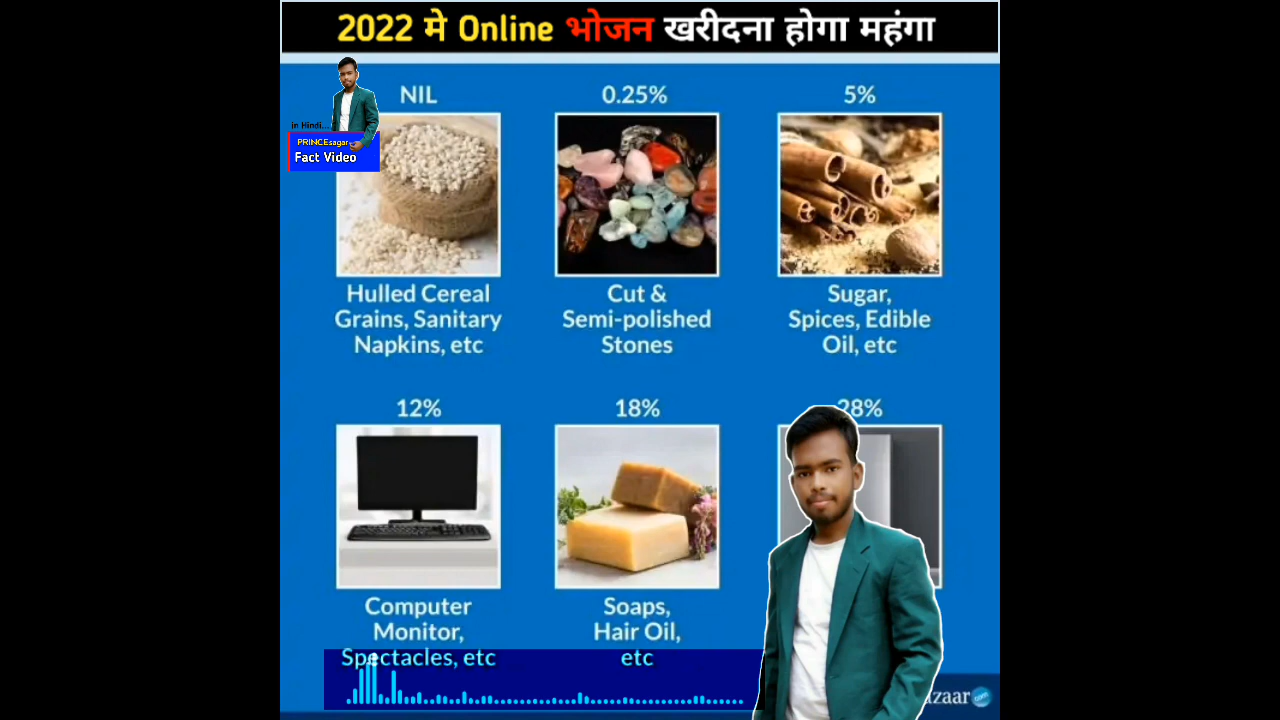 2022 मे Online भोजन खरीदना होगा महंगा
in Hindi...
PRINCEsagar
Fact Video
NIL
0.25%
5%
Hulled Cereal
Grains, Sanitary
Napkins, etc
Cut &
Semi-polished
Stones
Sugar,
Spices, Edible
Oil, etc
12%
18%
28%
Computer
Monitor,
Spectacles, etc
Soaps,
Hair Oil,
etc